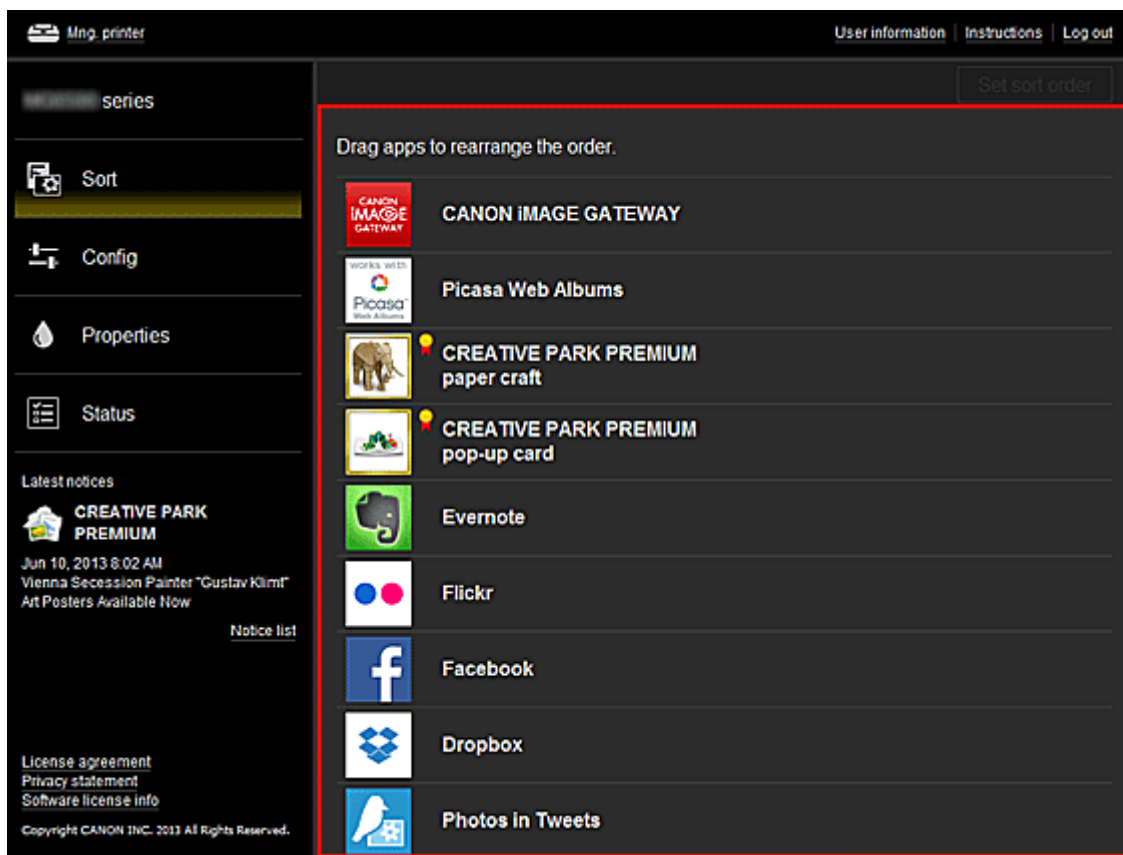 Mng. printer
User information
Instructions
Log out
series
Set sort order
Sort
Config
Properties
Status
Latest notices
CREATIVE PARK
PREMIUM
Jun 10, 2013 8:02 AM
Vienna Secession Painter "Gustav Klimt"
Art Posters Available Now
Notice list
License agreement
Privacy statement
Software license info
Copyright CANON INC. 2013 All Rights Reserved.
Drag apps to rearrange the order.
CANON
iMAGE
GATEWAY
CANON iMAGE GATEWAY
works with
Picasa
Web Albums
Picasa Web Albums
CREATIVE PARK PREMIUM
paper craft
CREATIVE PARK PREMIUM
pop-up card
Evernote
Flickr
Facebook
Dropbox
Photos in Tweets